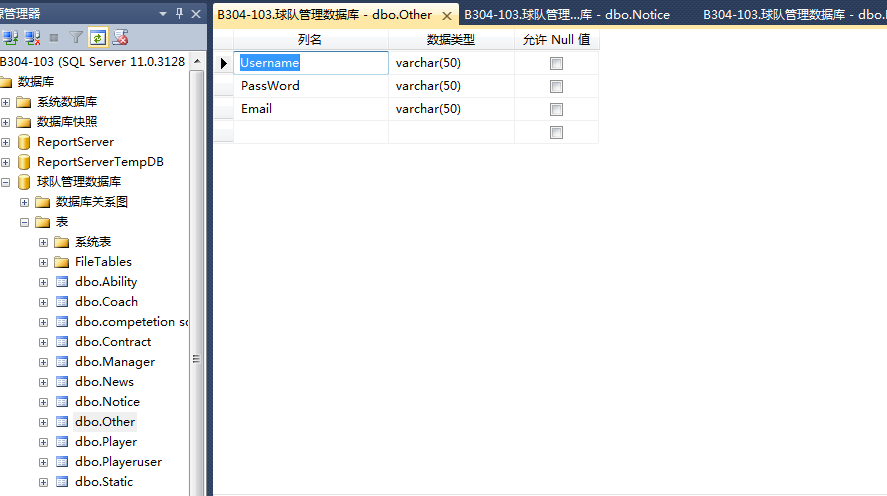 源管理器
B304-103.球队管理数据库 - dbo.Other
B304-103.球队管理...库 - dbo.Notice
B304-103.球队管理数据库 - dbo.
列名 数据类型 允许 Null 值
Username varchar(50)
PassWord varchar(50)
Email varchar(50)
B304-103 (SQL Server 11.0.3128
数据库
系统数据库
数据库快照
ReportServer
ReportServerTempDB
球队管理数据库
数据库关系图
表
系统表
FileTables
dbo.Ability
dbo.Coach
dbo.competetion sc
dbo.Contract
dbo.Manager
dbo.News
dbo.Notice
dbo.Other
dbo.Player
dbo.Playeruser
dbo.Static